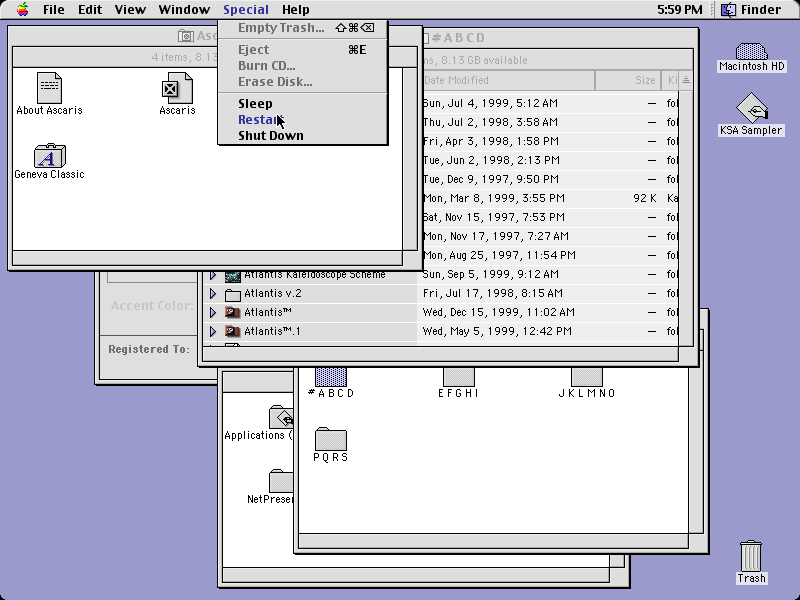 File Edit View Window Special Help 5:59 PM Finder
Empty Trash... ⇧⌘⌫
Eject ⌘E
Burn CD...
Erase Disk...
Sleep
Restart
Shut Down
4 items, 8.13
About Ascaris
Ascaris
Geneva Classic
#ABCD
8.13 GB available
Date Modified Size Ki
Sun, Jul 4, 1999, 5:12 AM — fol
Thu, Jul 2, 1998, 3:58 AM — fol
Fri, Apr 3, 1998, 1:58 PM — fol
Tue, Jun 2, 1998, 2:13 PM — fol
Tue, Dec 9, 1997, 9:50 PM — fol
Mon, Mar 8, 1999, 3:55 PM 92 K Ka
Sat, Nov 15, 1997, 7:53 PM — fol
Mon, Nov 17, 1997, 7:27 AM — fol
Mon, Aug 25, 1997, 11:54 PM — fol
Atlantis Kaleidoscope Scheme Sun, Sep 5, 1999, 9:12 AM — fol
Atlantis v.2 Fri, Jul 17, 1998, 8:15 AM — fol
Atlantis™ Wed, Dec 15, 1999, 11:02 AM — fol
Atlantis™.1 Wed, May 5, 1999, 12:42 PM — fol
Accent Color:
Registered To:
#ABCD
EFGHI
JKLMNO
PQRS
Applications (
NetPresen
Macintosh HD
KSA Sampler
Trash